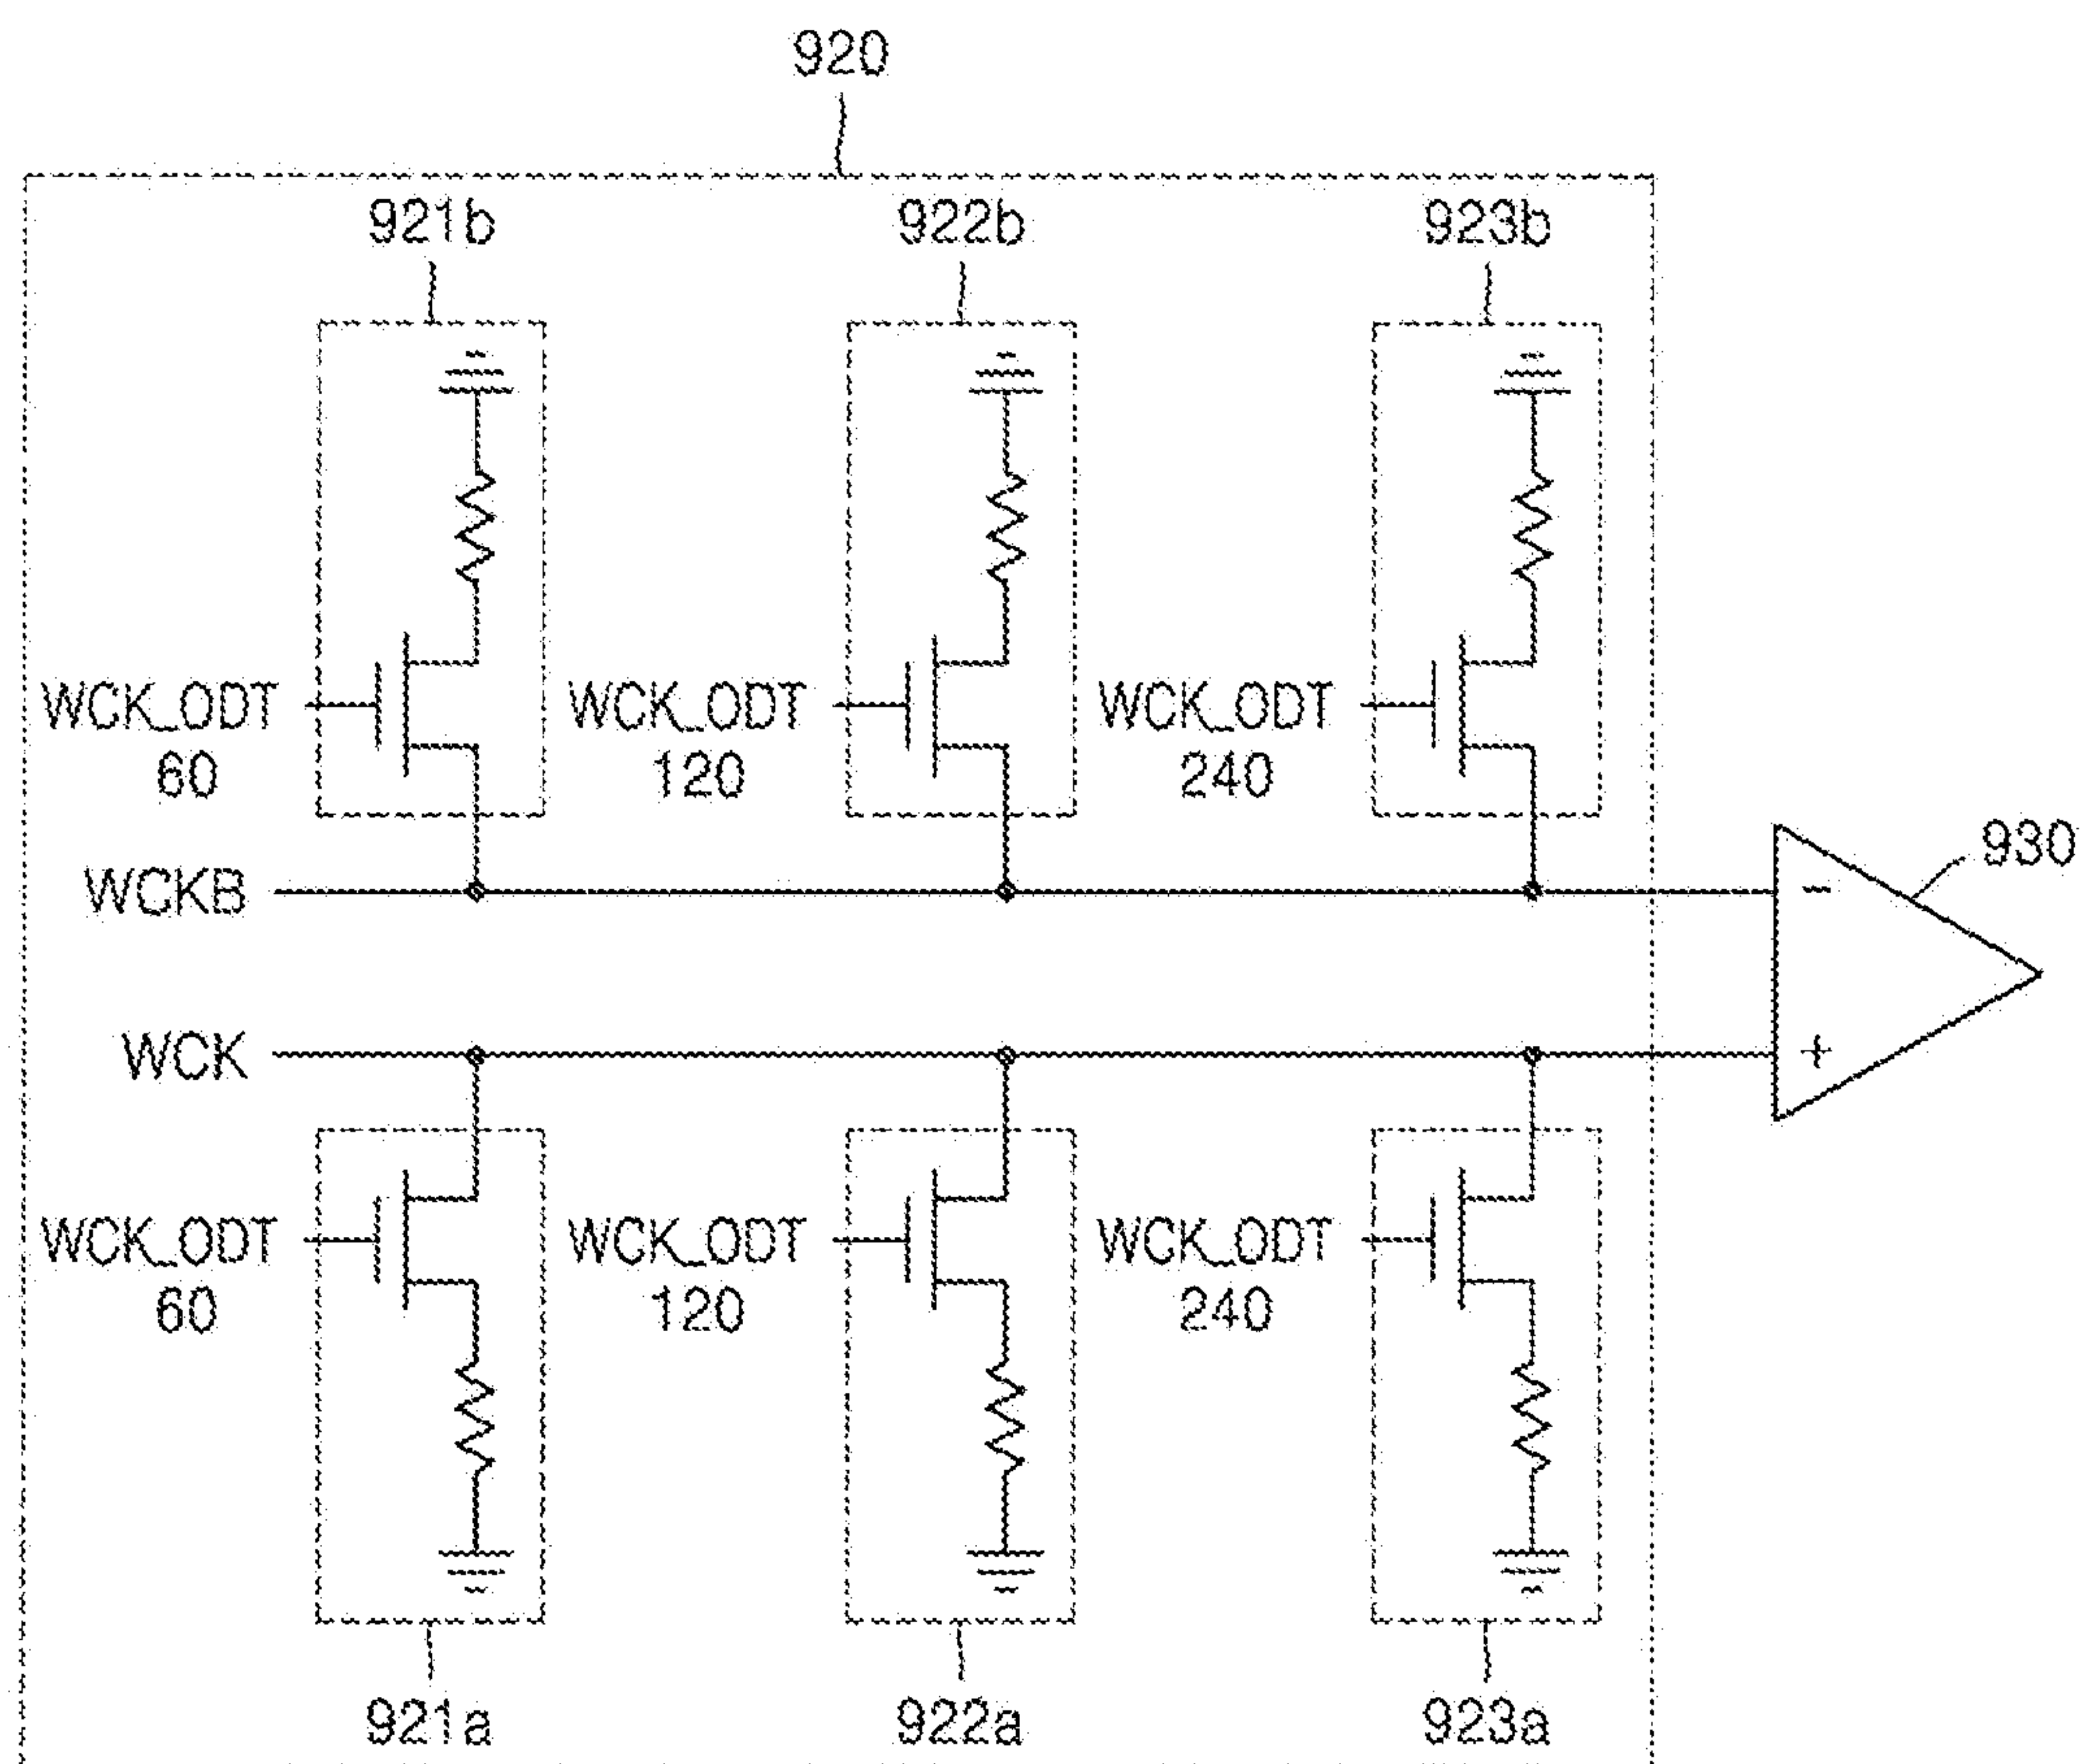 920
921b 922b 923b
WCK_ODT WCK_ODT WCK_ODT
60 120 240
WCKB
930
-
WCK
+
WCK_ODT WCK_ODT WCK_ODT
60 120 240
921a 922a 923a